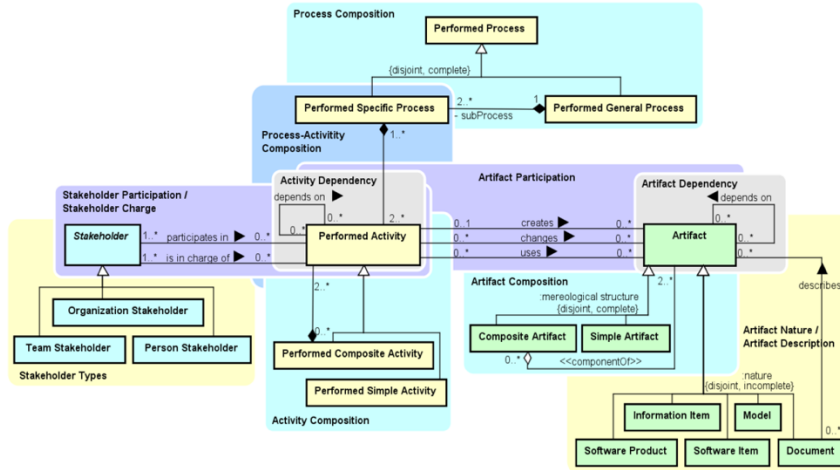 Process Composition
Performed Process
{disjoint, complete}
Performed Specific Process
2..*
1
Performed General Process
- subProcess
Process-Activitity
Composition
1..*
Activity Dependency
Artifact Participation
Artifact Dependency
Stakeholder Participation /
Stakeholder Charge
depends on
depends on
0..*
0..*
2..*
0..*
0..*
Stakeholder
1..*
participates in
0..*
Performed Activity
0..1
creates
0..*
Artifact
0..*
changes
0..*
1..*
is in charge of
0..*
0..*
uses
0..*
Artifact Composition
2..*
2..*
describes
:mereological structure
{disjoint, complete}
Organization Stakeholder
Composite Artifact
Simple Artifact
Artifact Nature /
Artifact Description
0..*
Team Stakeholder
Person Stakeholder
Performed Composite Activity
0..*
<<componentOf>>
Stakeholder Types
:nature
{disjoint, incomplete}
Performed Simple Activity
Activity Composition
Information Item
Model
0..*
Software Product
Software Item
Document